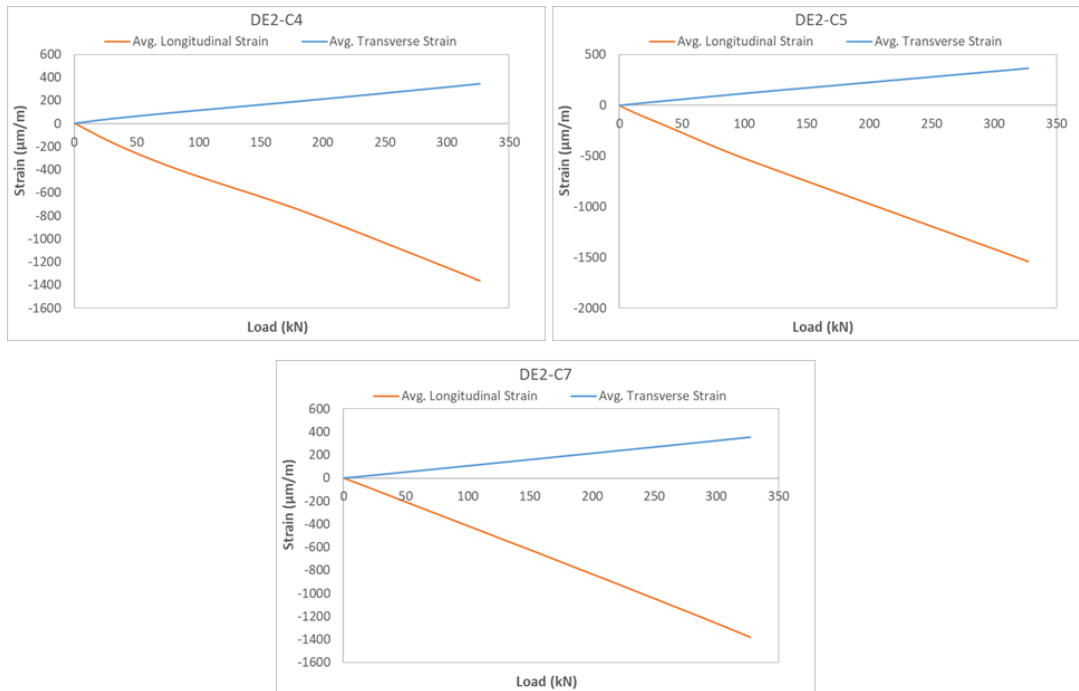 DE2-C4
Avg. Longitudinal Strain Avg. Transverse Strain
600
400
200
0
-200
-400
-600
-800
-1000
-1200
-1400
-1600
0 50 100 150 200 250 300 350
Strain (µm/m)
Load (kN)
DE2-C5
Avg. Longitudinal Strain Avg. Transverse Strain
500
0
-500
-1000
-1500
-2000
0 50 100 150 200 250 300 350
Strain (µm/m)
Load (kN)
DE2-C7
Avg. Longitudinal Strain Avg. Transverse Strain
600
400
200
0
-200
-400
-600
-800
-1000
-1200
-1400
-1600
0 50 100 150 200 250 300 350
Strain (µm/m)
Load (kN)